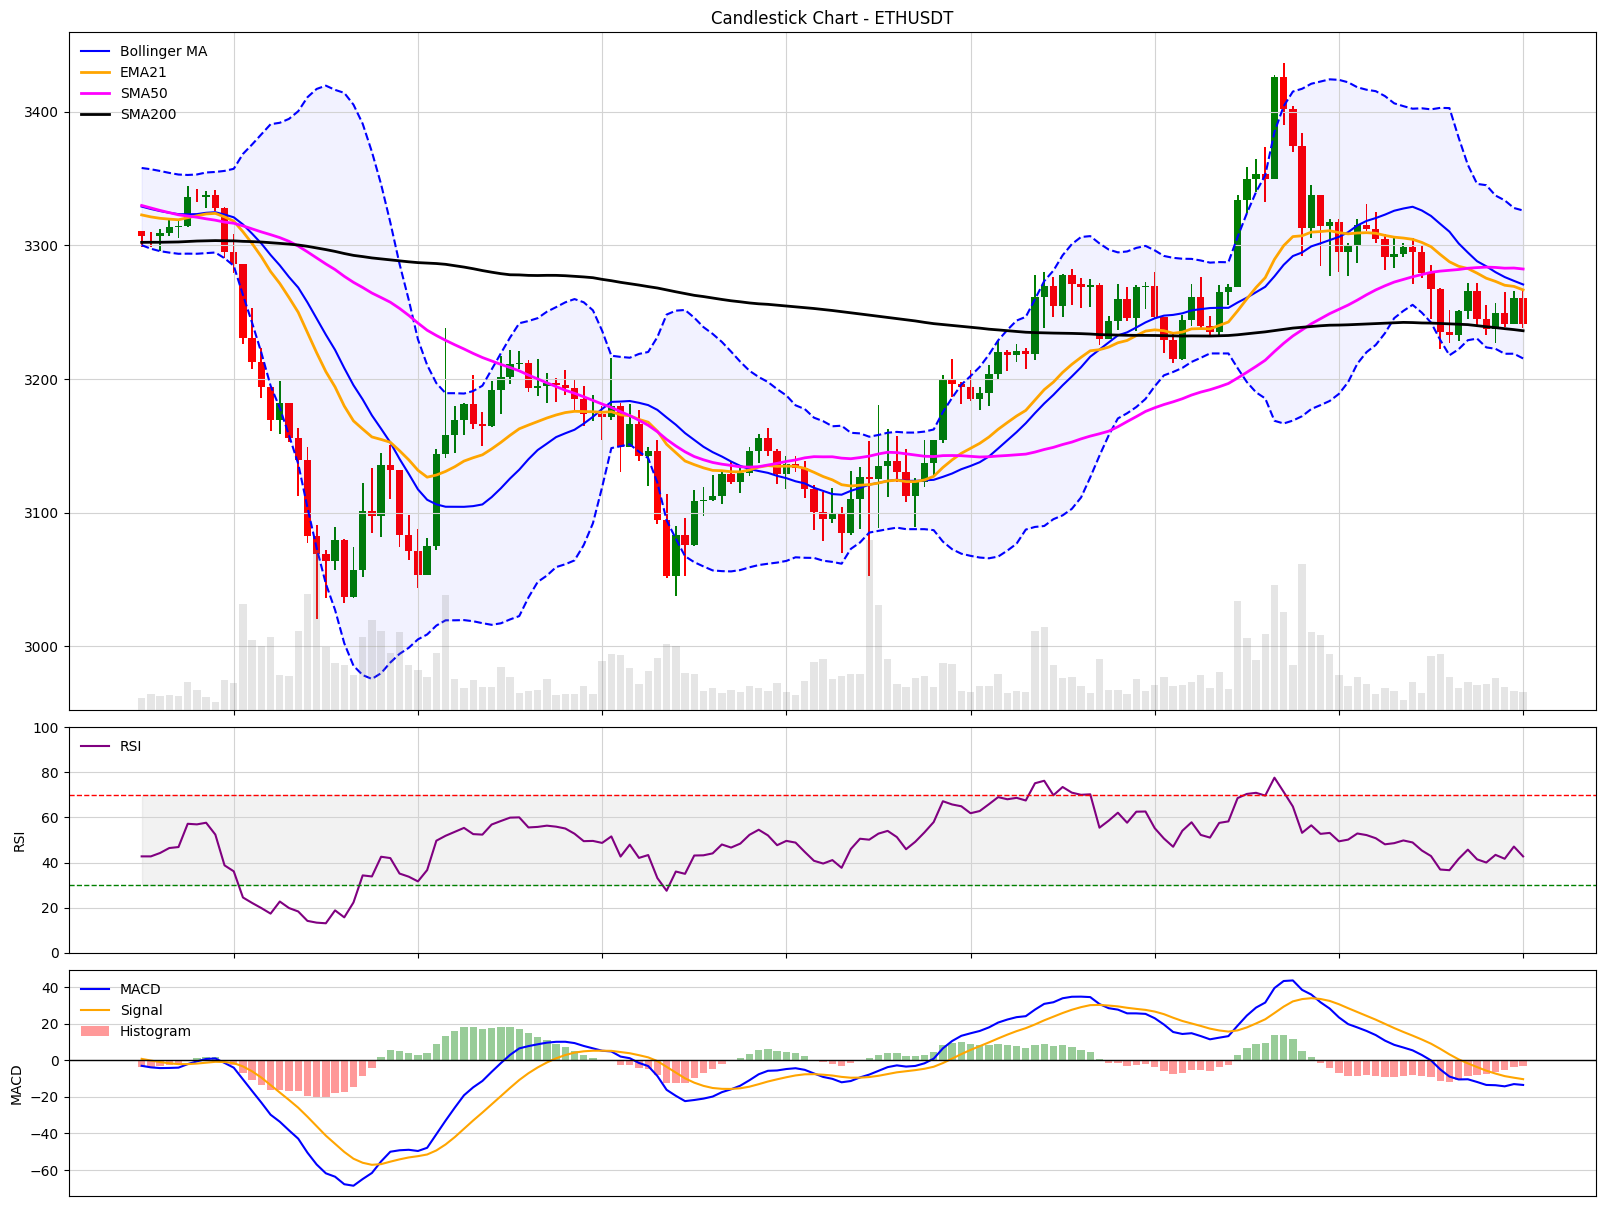 Candlestick Chart - ETHUSDT
Bollinger MA
EMA21
SMA50
SMA200
3400
3300
3200
3100
3000
RSI
100
80
60
40
20
0
RSI
MACD
Signal
Histogram
40
20
0
−20
−40
−60
MACD